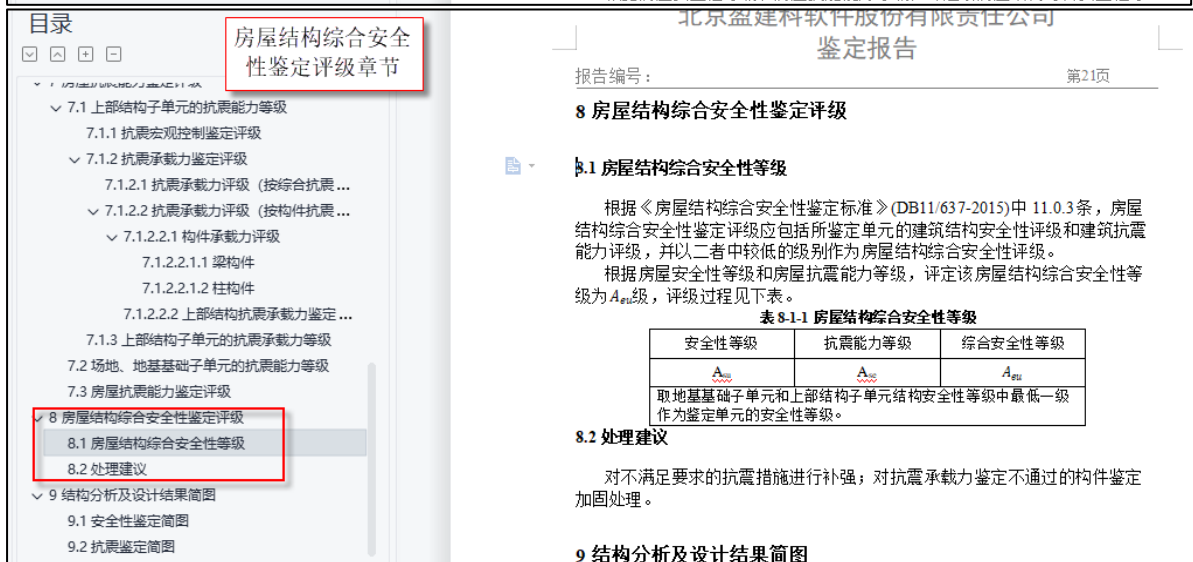 目录
房屋结构综合安全
性鉴定评级章节
7.1 上部结构子单元的抗震能力等级
7.1.1 抗震宏观控制鉴定评级
7.1.2 抗震承载力鉴定评级
7.1.2.1 抗震承载力评级（按综合抗震 ...
7.1.2.2 抗震承载力评级（按构件抗震 ...
7.1.2.2.1 构件承载力评级
7.1.2.2.1.1 梁构件
7.1.2.2.1.2 柱构件
7.1.2.2.2 上部结构抗震承载力鉴定 ...
7.1.3 上部结构子单元的抗震承载力等级
7.2 场地、地基基础子单元的抗震能力等级
7.3 房屋抗震能力鉴定评级
8 房屋结构综合安全性鉴定评级
8.1 房屋结构综合安全性等级
8.2 处理建议
9 结构分析及设计结果简图
9.1 安全性鉴定简图
9.2 抗震鉴定简图
北京盈建科软件股份有限责任公司
鉴定报告
报告编号： 第21页
8 房屋结构综合安全性鉴定评级
8.1 房屋结构综合安全性等级
根据《房屋结构综合安全性鉴定标准》(DB11/637-2015)中 11.0.3条，房屋
结构综合安全性鉴定评级应包括所鉴定单元的建筑结构安全性评级和建筑抗震
能力评级，并以二者中较低的级别作为房屋结构综合安全性评级。
根据房屋安全性等级和房屋抗震能力等级，评定该房屋结构综合安全性等
级为Aeu级，评级过程见下表。
表 8-1-1 房屋结构综合安全性等级
安全性等级 抗震能力等级 综合安全性等级
Asu Ase Aeu
取地基基础子单元和上部结构子单元结构安全性等级中最低一级
作为鉴定单元的安全性等级。
8.2 处理建议
对不满足要求的抗震措施进行补强；对抗震承载力鉴定不通过的构件鉴定
加固处理。
9 结构分析及设计结果简图